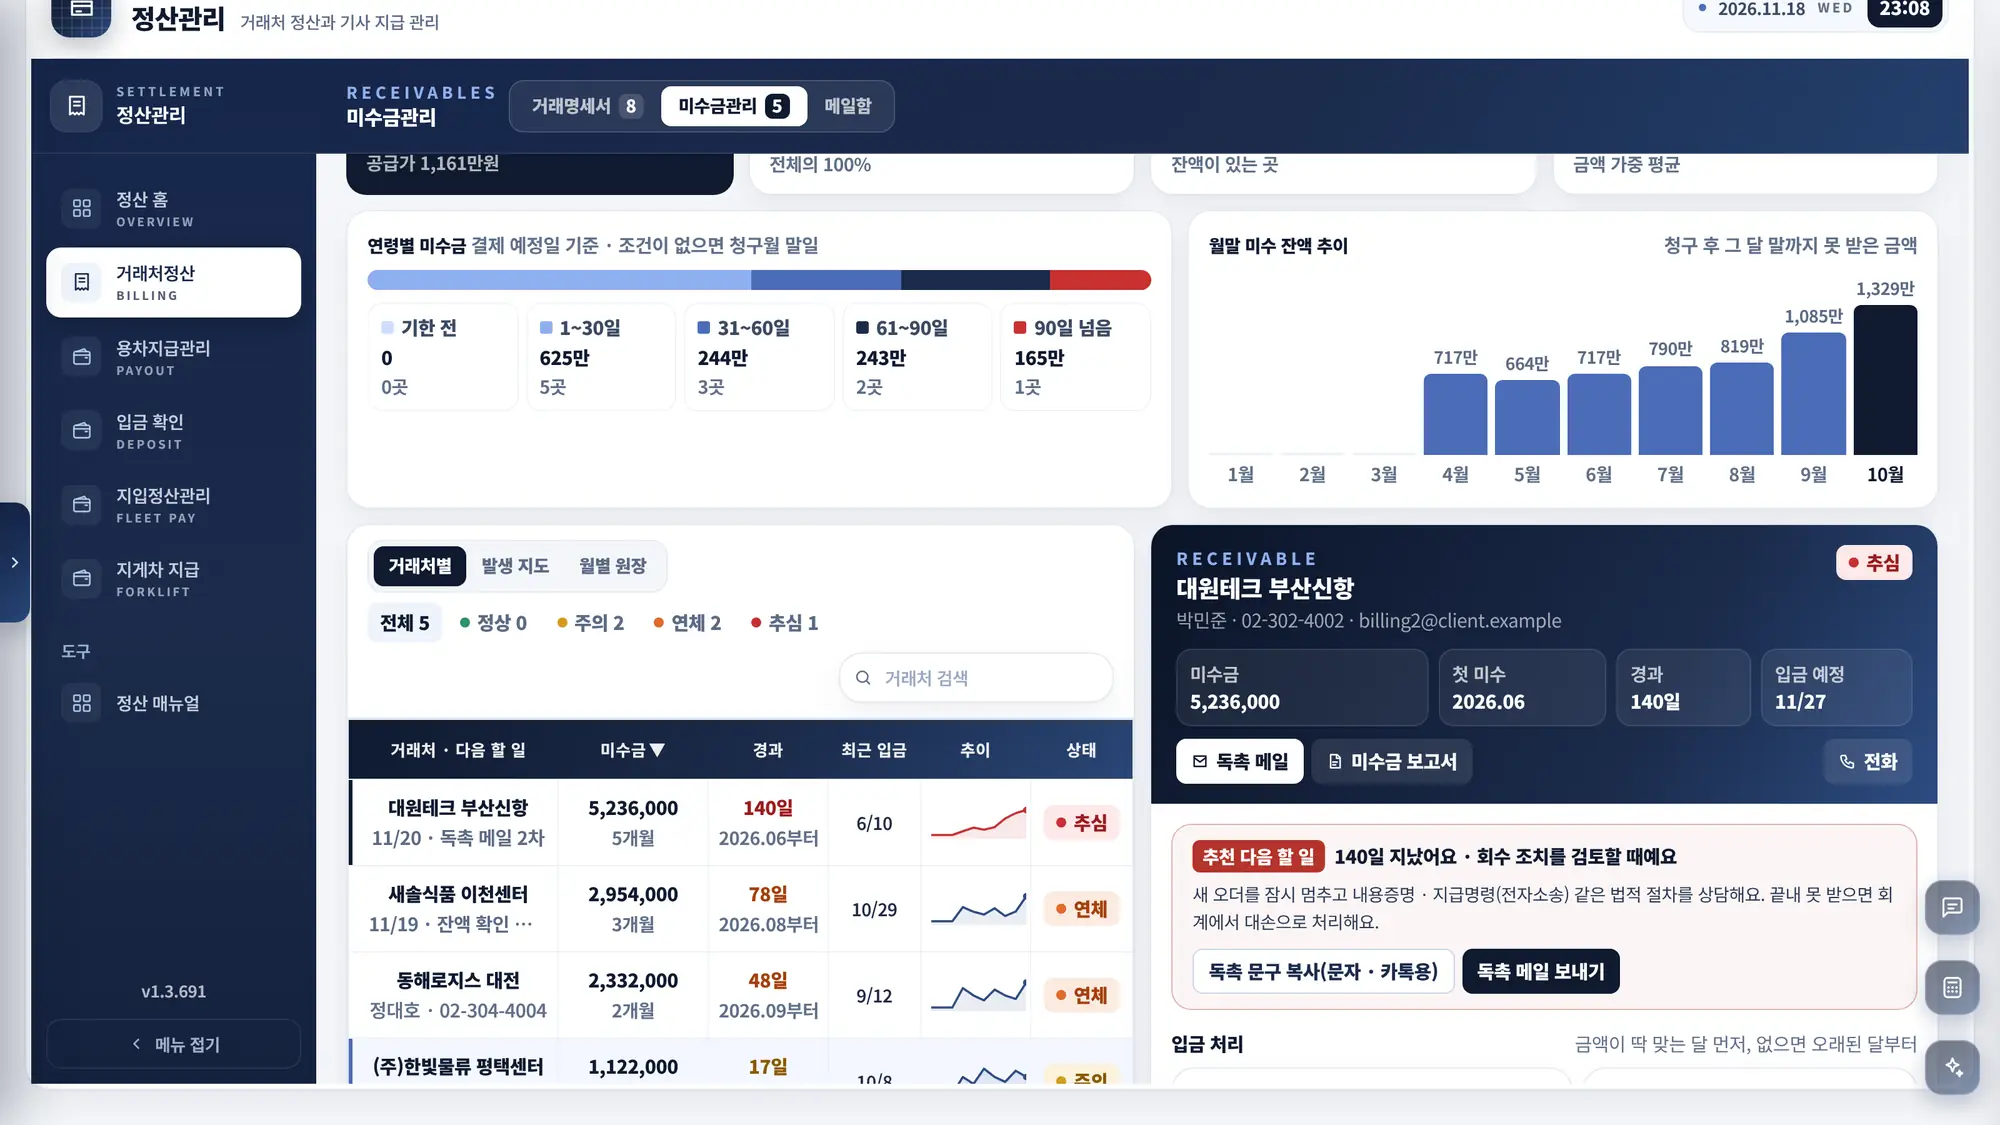 정산관리 거래처 정산과 기사 지급 관리
2026.11.18 WED 23:08
SETTLEMENT
정산관리
RECEIVABLES
미수금관리
거래명세서 8 미수금관리 5 메일함
정산 홈
OVERVIEW
거래처정산
BILLING
용차지급관리
PAYOUT
입금 확인
DEPOSIT
지입정산관리
FLEET PAY
지게차 지급
FORKLIFT
도구
정산 매뉴얼
v1.3.691
메뉴 접기
공급가 1,161만원
전체의 100%
잔액이 있는 곳
금액 가중 평균
연령별 미수금 결제 예정일 기준 · 조건이 없으면 청구월 말일
기한 전
0
0곳
1~30일
625만
5곳
31~60일
244만
3곳
61~90일
243만
2곳
90일 넘음
165만
1곳
월말 미수 잔액 추이 청구 후 그 달 말까지 못 받은 금액
717만 664만 717만 790만 819만 1,085만 1,329만
1월 2월 3월 4월 5월 6월 7월 8월 9월 10월
거래처별 발생 지도 월별 원장
전체 5 정상 0 주의 2 연체 2 추심 1
거래처 검색
거래처 · 다음 할 일 미수금▼ 경과 최근 입금 추이 상태
대원테크 부산신항 5,236,000 140일 6/10 추심
11/20 · 독촉 메일 2차 5개월 2026.06부터
새솔식품 이천센터 2,954,000 78일 10/29 연체
11/19 · 잔액 확인 ··· 3개월 2026.08부터
동해로지스 대전 2,332,000 48일 9/12 연체
정대호 · 02-304-4004 2개월 2026.09부터
(주)한빛물류 평택센터 1,122,000 17일 10/8 주의
RECEIVABLE
대원테크 부산신항
추심
박민준 · 02-302-4002 · billing2@client.example
미수금
5,236,000
첫 미수
2026.06
경과
140일
입금 예정
11/27
독촉 메일 미수금 보고서 전화
추천 다음 할 일 140일 지났어요 · 회수 조치를 검토할 때예요
새 오더를 잠시 멈추고 내용증명 · 지급명령(전자소송) 같은 법적 절차를 상담해요. 끝내 못 받으면 회
계에서 대손으로 처리해요.
독촉 문구 복사(문자 · 카톡용) 독촉 메일 보내기
입금 처리 금액이 딱 맞는 달 먼저, 없으면 오래된 달부터